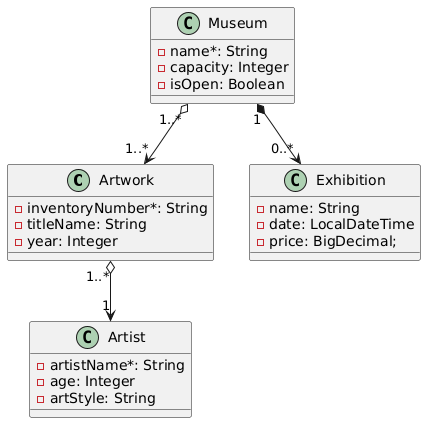 C Museum
name*: String
capacity: Integer
isOpen: Boolean
1..* 1
1..* 0..*
C Artwork
inventoryNumber*: String
titleName: String
year: Integer
C Exhibition
name: String
date: LocalDateTime
price: BigDecimal;
1..*
1
C Artist
artistName*: String
age: Integer
artStyle: String